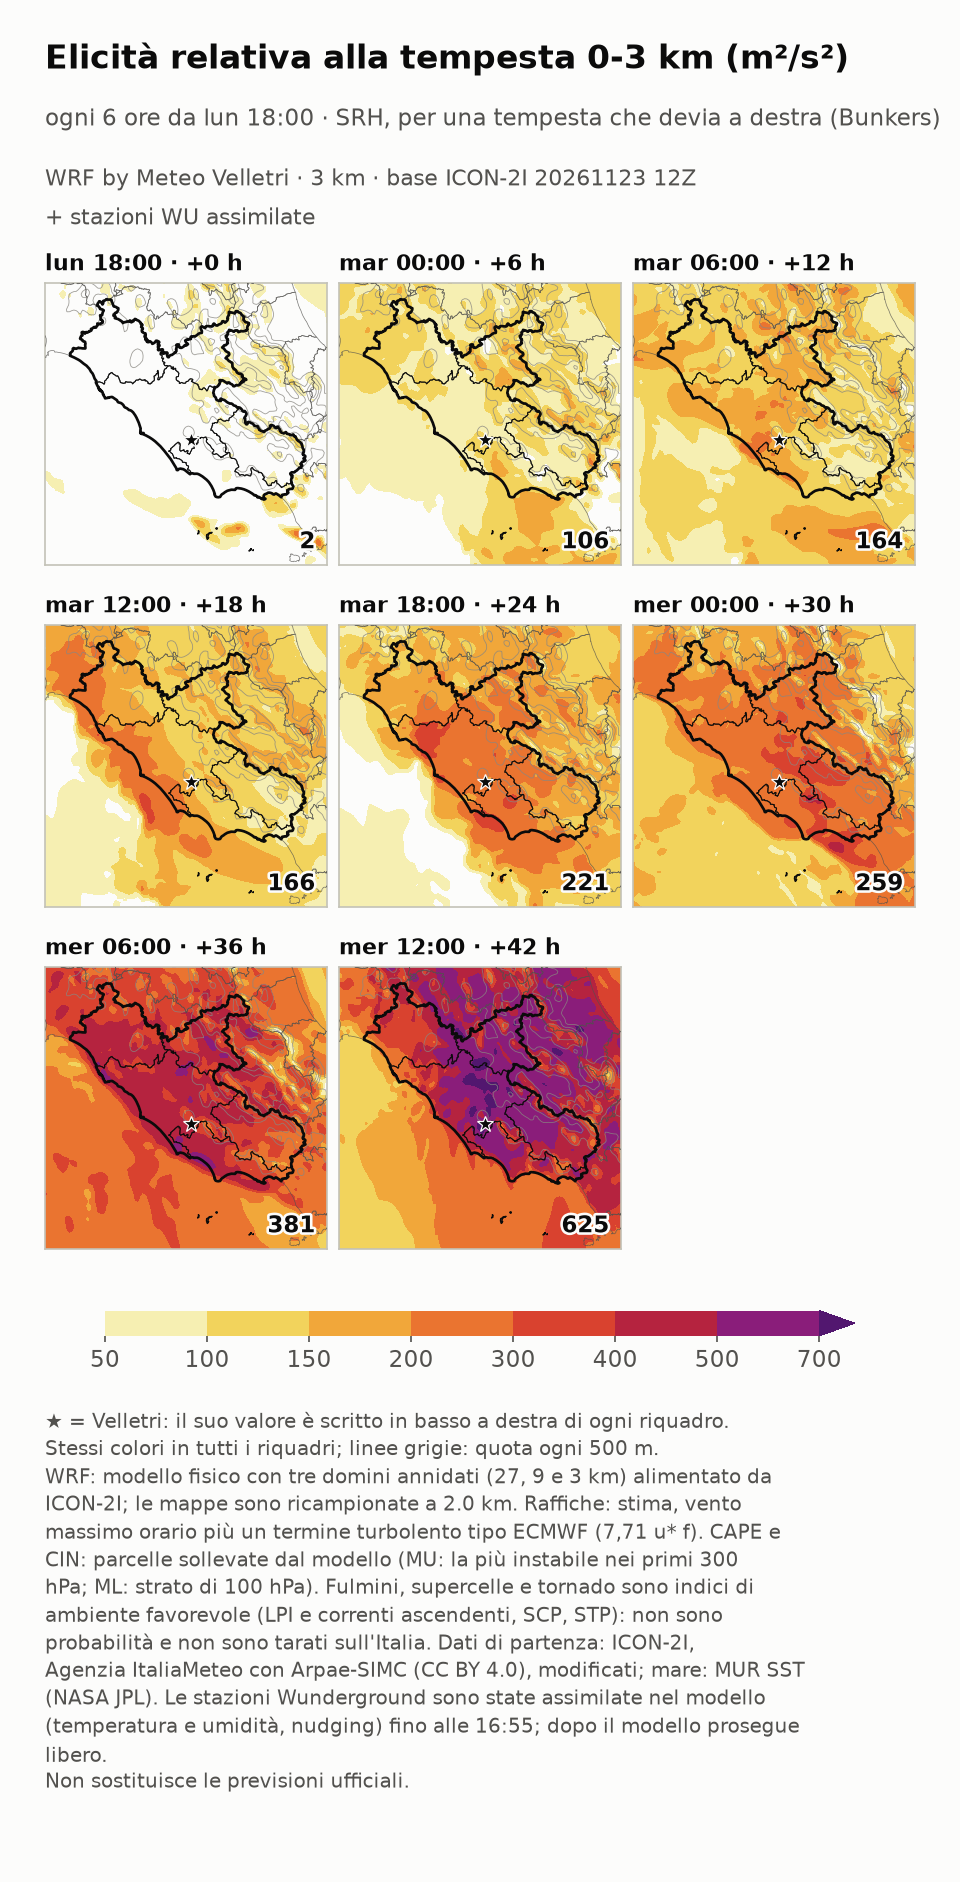 Elicità relativa alla tempesta 0-3 km (m²/s²)
ogni 6 ore da lun 18:00 · SRH, per una tempesta che devia a destra (Bunkers)
WRF by Meteo Velletri · 3 km · base ICON-2I 20261123 12Z
+ stazioni WU assimilate
lun 18:00 · +0 h
2
mar 00:00 · +6 h
106
mar 06:00 · +12 h
164
mar 12:00 · +18 h
166
mar 18:00 · +24 h
221
mer 00:00 · +30 h
259
mer 06:00 · +36 h
381
mer 12:00 · +42 h
625
50 100 150 200 300 400 500 700
★ = Velletri: il suo valore è scritto in basso a destra di ogni riquadro.
Stessi colori in tutti i riquadri; linee grigie: quota ogni 500 m.
WRF: modello fisico con tre domini annidati (27, 9 e 3 km) alimentato da
ICON-2I; le mappe sono ricampionate a 2.0 km. Raffiche: stima, vento
massimo orario più un termine turbolento tipo ECMWF (7,71 u* f). CAPE e
CIN: parcelle sollevate dal modello (MU: la più instabile nei primi 300
hPa; ML: strato di 100 hPa). Fulmini, supercelle e tornado sono indici di
ambiente favorevole (LPI e correnti ascendenti, SCP, STP): non sono
probabilità e non sono tarati sull'Italia. Dati di partenza: ICON-2I,
Agenzia ItaliaMeteo con Arpae-SIMC (CC BY 4.0), modificati; mare: MUR SST
(NASA JPL). Le stazioni Wunderground sono state assimilate nel modello
(temperatura e umidità, nudging) fino alle 16:55; dopo il modello prosegue
libero.
Non sostituisce le previsioni ufficiali.